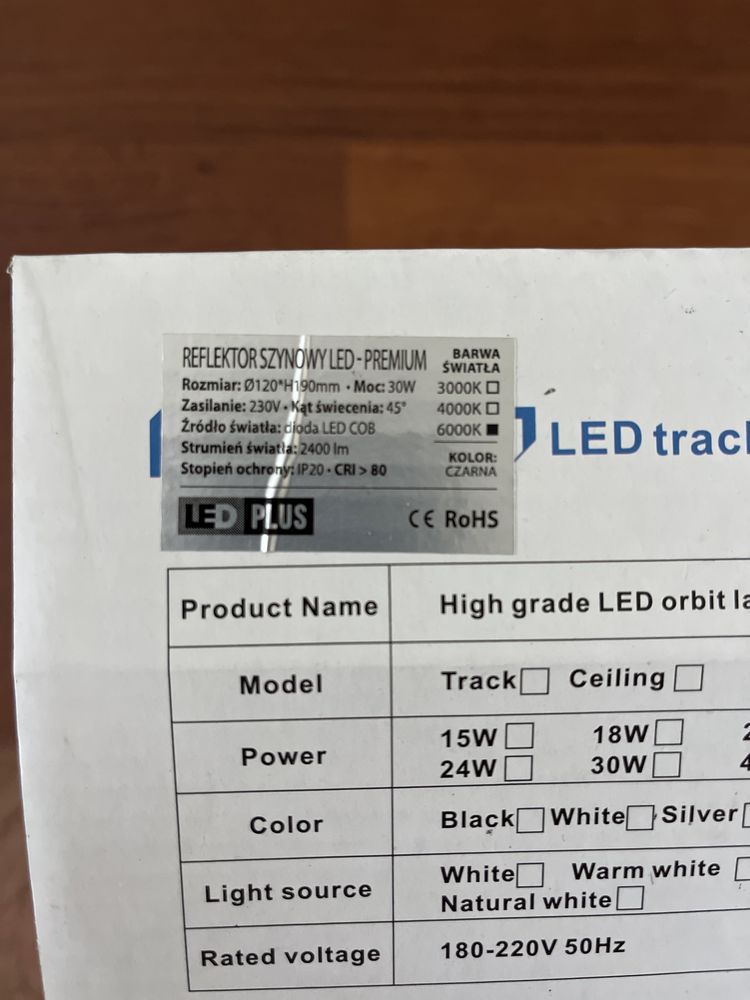 REFLEKTOR SZYNOWY LED - PREMIUM
Rozmiar: Ø120*H190mm • Moc: 30W
Zasilanie: 230V • Kąt świecenia: 45°
Źródło światła: dioda LED COB
Strumień światła: 2400 lm
Stopień ochrony: IP20 • CRI > 80
BARWA
ŚWIATŁA
3000K □
4000K □
6000K ■
KOLOR:
CZARNA
LED PLUS
CE RoHS
LED track
Product Name High grade LED orbit
Model Track□ Ceiling □
Power 15W □ 18W □
24W □ 30W □
Color Black□ White□ Silver□
Light source White□ Warm white □
Natural white□
Rated voltage 180-220V 50Hz